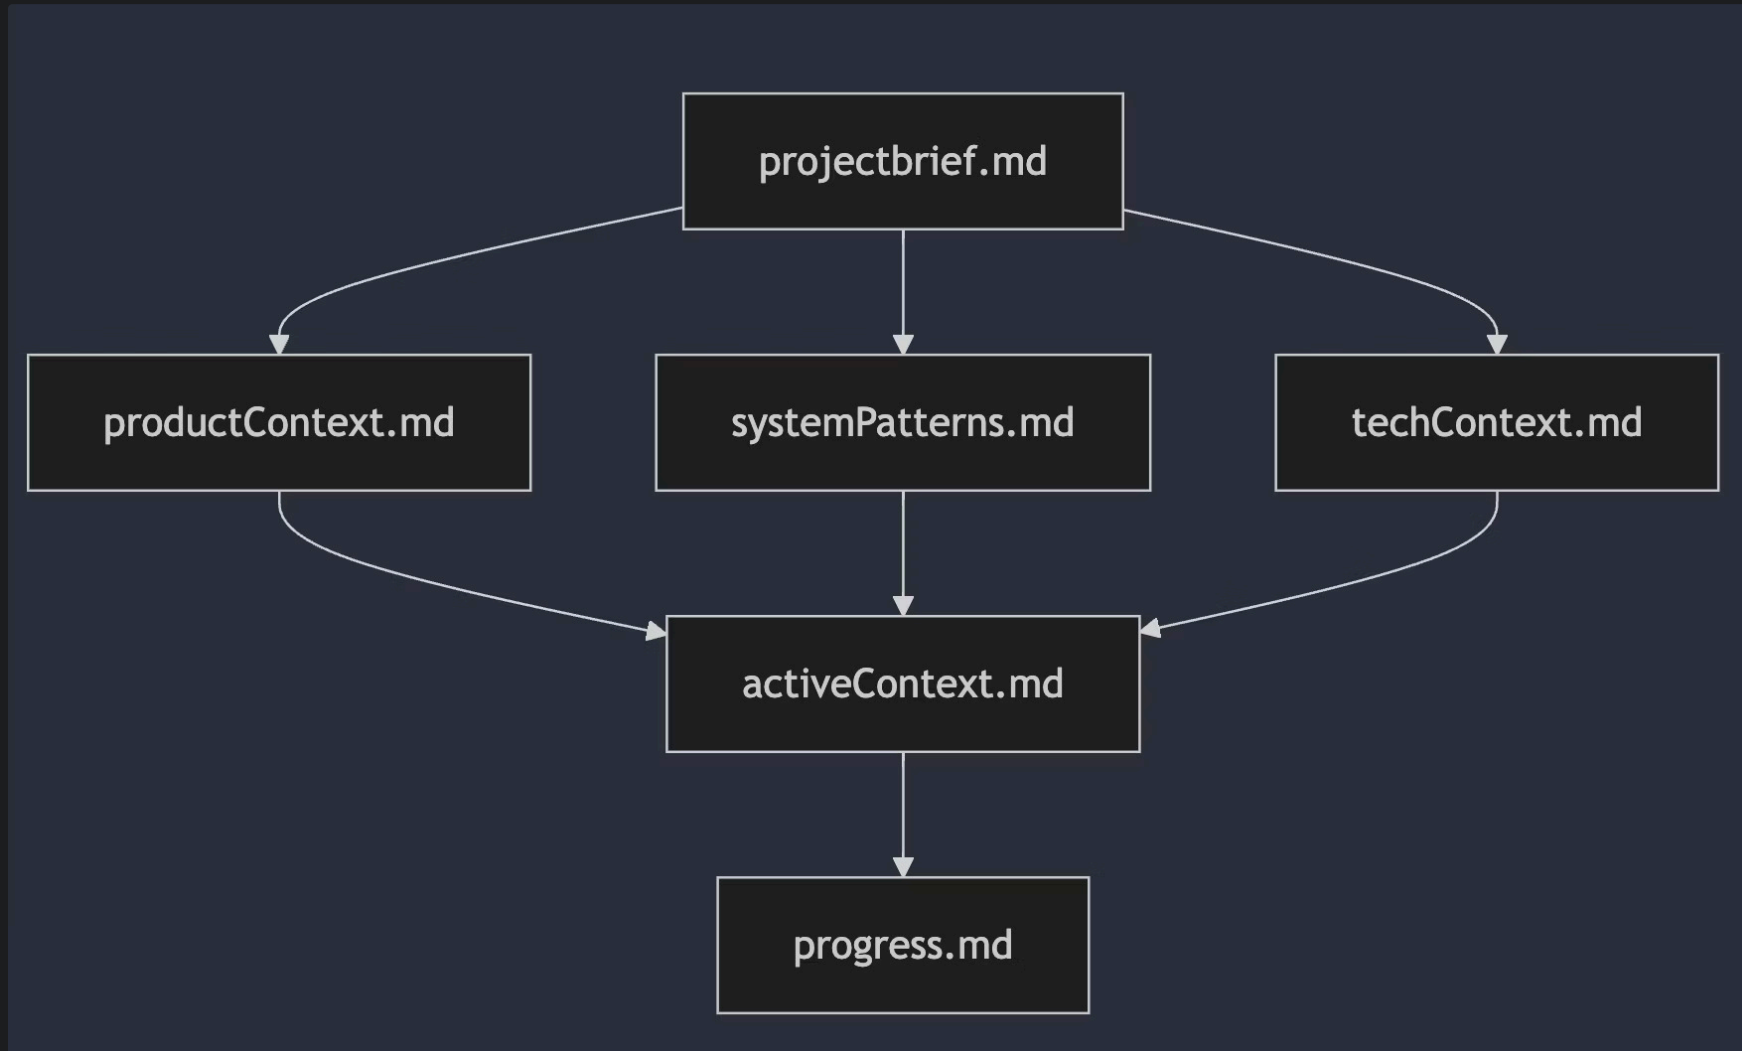 projectbrief.md
productContext.md
systemPatterns.md
techContext.md
activeContext.md
progress.md